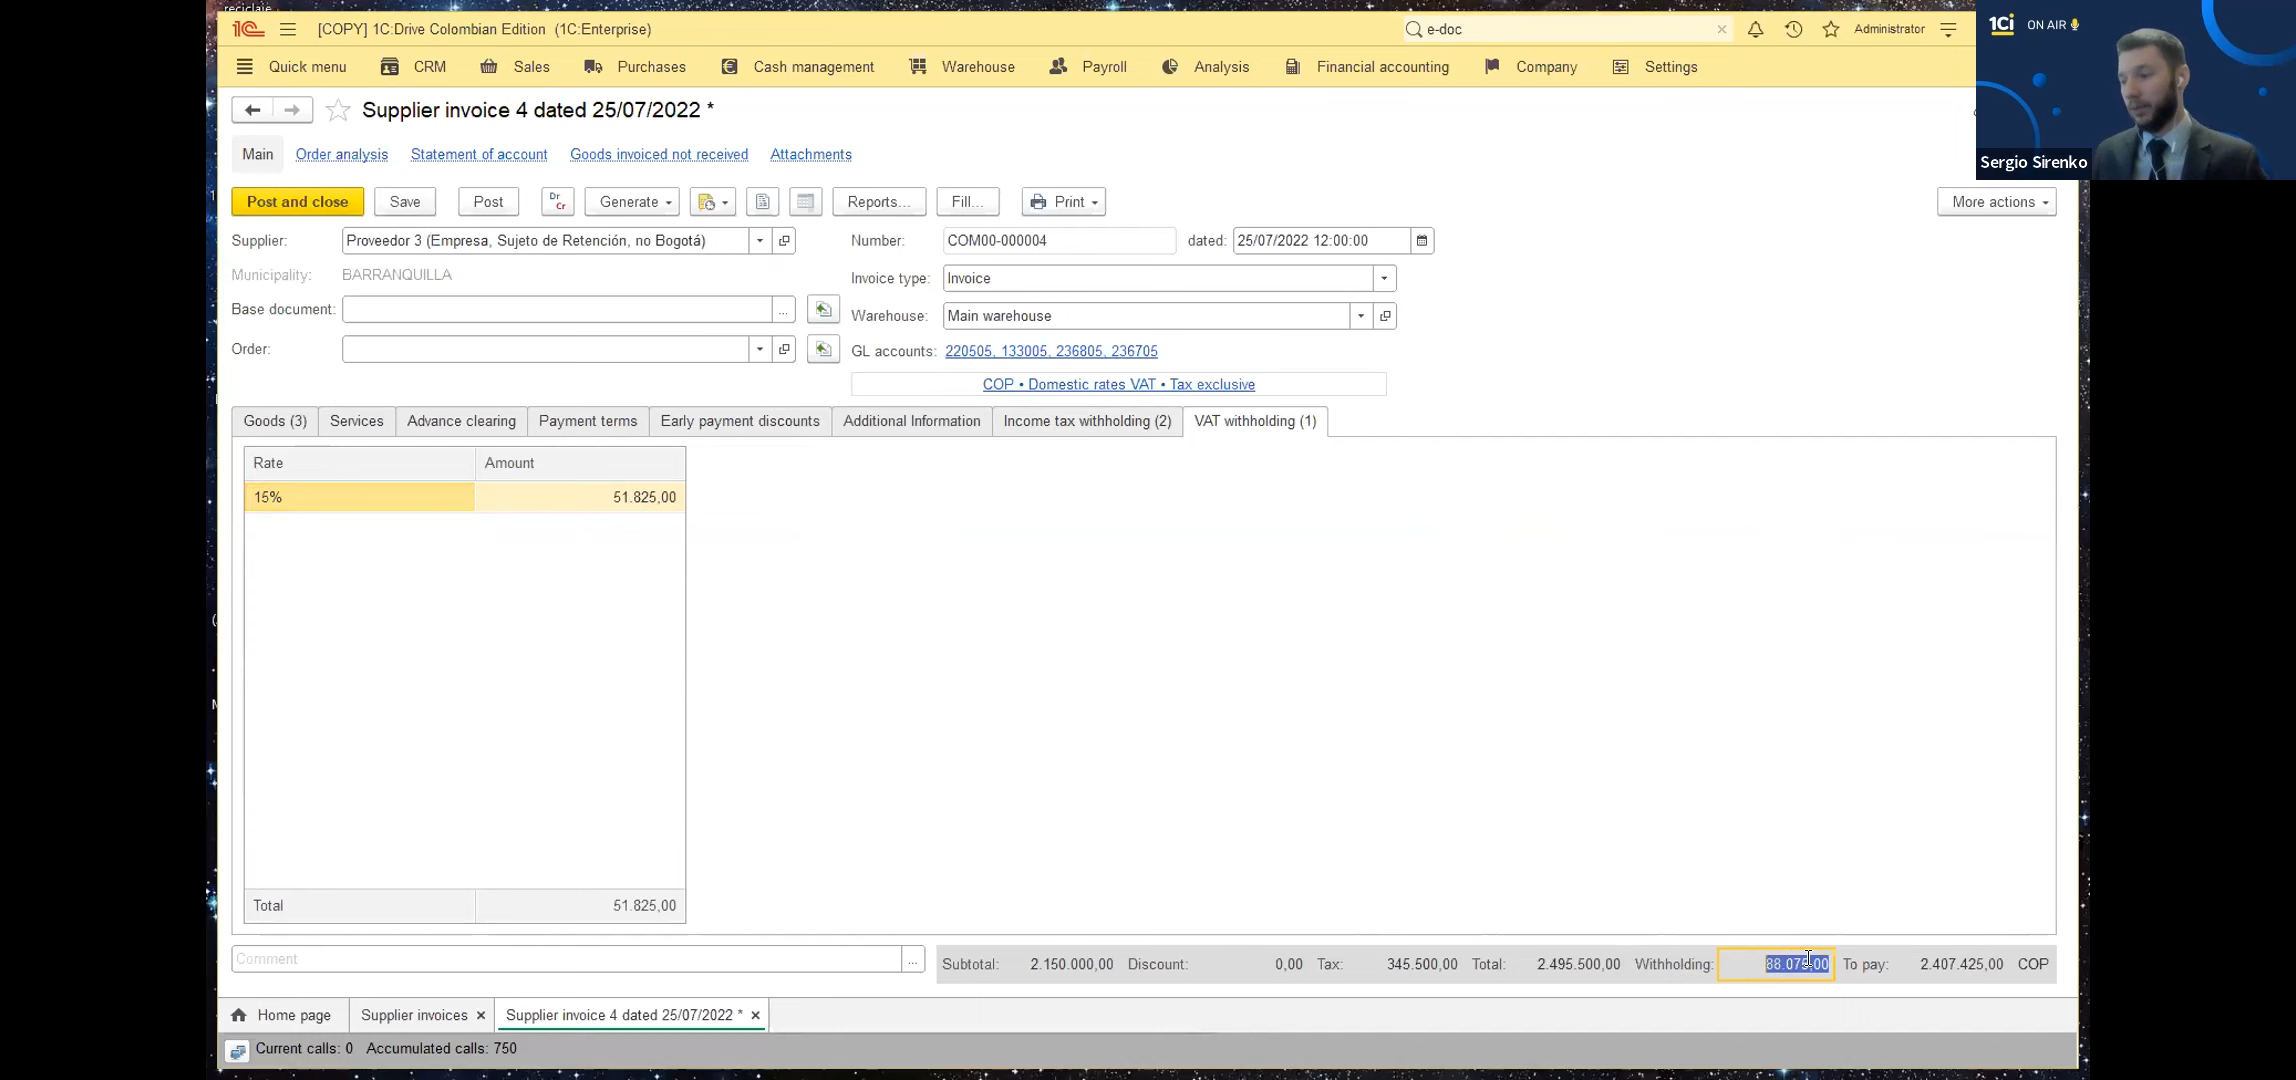 reciclaje
[COPY] 1C:Drive Colombian Edition (1C:Enterprise)
e-doc
Administrator
1Ci ON AIR
Quick menu CRM Sales Purchases Cash management Warehouse Payroll Analysis Financial accounting Company Settings
Supplier invoice 4 dated 25/07/2022 *
Sergio Sirenko
Main Order analysis Statement of account Goods invoiced not received Attachments
Post and close Save Post Dr Cr Generate Reports... Fill... Print More actions
Supplier: Proveedor 3 (Empresa, Sujeto de Retención, no Bogotá) Number: COM00-000004 dated: 25/07/2022 12:00:00
Municipality: BARRANQUILLA Invoice type: Invoice
Base document: ... Warehouse: Main warehouse
Order: GL accounts: 220505, 133005, 236805, 236705
COP • Domestic rates VAT • Tax exclusive
Goods (3) Services Advance clearing Payment terms Early payment discounts Additional Information Income tax withholding (2) VAT withholding (1)
Rate Amount
15% 51.825,00
Total 51.825,00
Comment ... Subtotal: 2.150.000,00 Discount: 0,00 Tax: 345.500,00 Total: 2.495.500,00 Withholding: 88.075,00 To pay: 2.407.425,00 COP
Home page Supplier invoices × Supplier invoice 4 dated 25/07/2022 * ×
Current calls: 0 Accumulated calls: 750